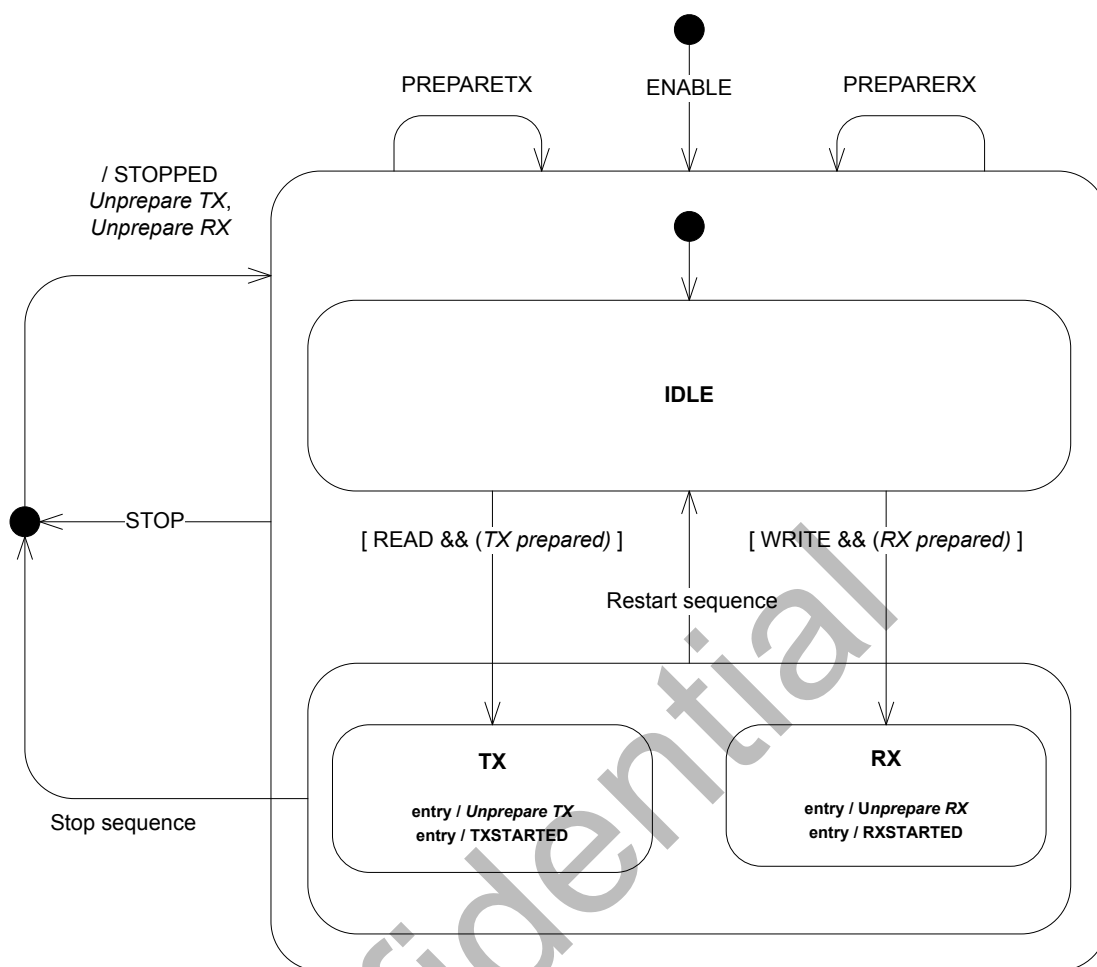 PREPARETX
ENABLE
PREPARERX
/ STOPPED
Unprepare TX,
Unprepare RX
IDLE
STOP
[ READ && (TX prepared) ]
[ WRITE && (RX prepared) ]
Restart sequence
TX
entry / Unprepare TX
entry / TXSTARTED
RX
entry / Unprepare RX
entry / RXSTARTED
Stop sequence
fidential